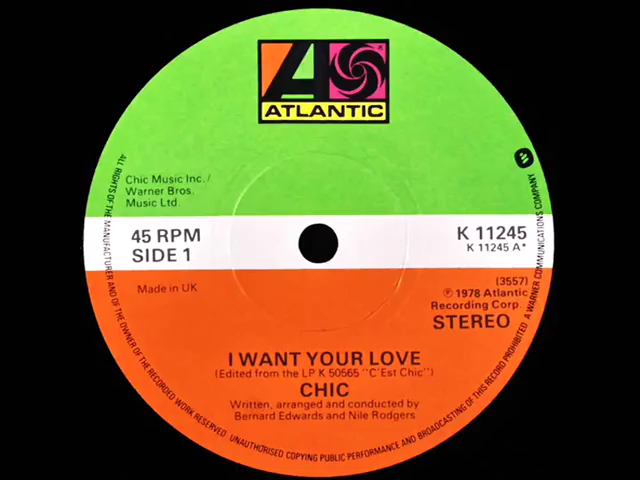 ATLANTIC
Chic Music Inc./
Warner Bros.
Music Ltd.
45 RPM
SIDE 1
K 11245
K 11245 A*
Made in UK
(3557)
℗ 1978 Atlantic
Recording Corp.
STEREO
I WANT YOUR LOVE
(Edited from the LP K 50565 "C'Est Chic")
CHIC
Written, arranged and conducted by
Bernard Edwards and Nile Rodgers
ALL RIGHTS OF THE MANUFACTURER AND OF THE OWNER OF THE RECORDED WORK RESERVED UNAUTHORISED COPYING PUBLIC PERFORMANCE AND BROADCASTING OF THIS RECORD PROHIBITED A WARNER COMMUNICATIONS COMPANY